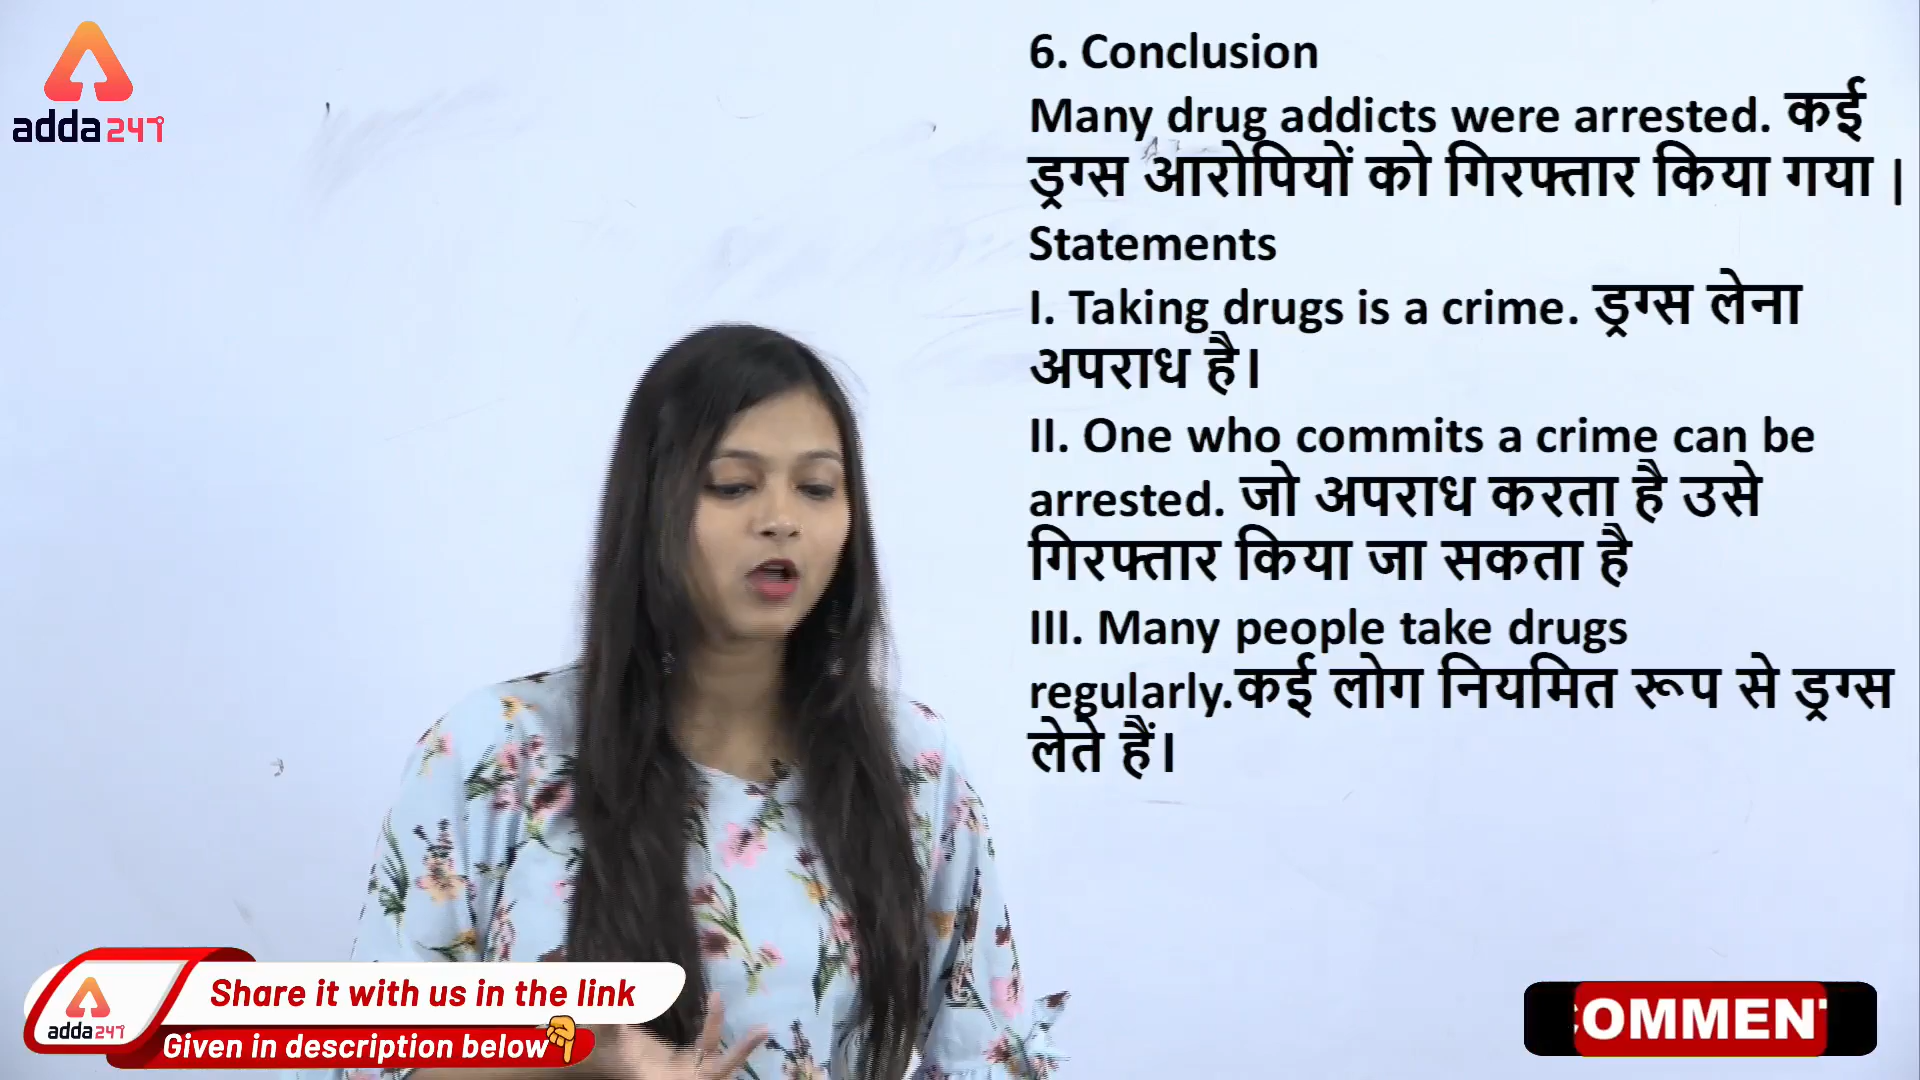 adda247
6. Conclusion
Many drug addicts were arrested. कई
ड्रग्स आरोपियों को गिरफ्तार किया गया |
Statements
I. Taking drugs is a crime. ड्रग्स लेना
अपराध है।
II. One who commits a crime can be
arrested. जो अपराध करता है उसे
गिरफ्तार किया जा सकता है
III. Many people take drugs
regularly.कई लोग नियमित रूप से ड्रग्स
लेते हैं।
adda247
Share it with us in the link
Given in description below
COMMENT